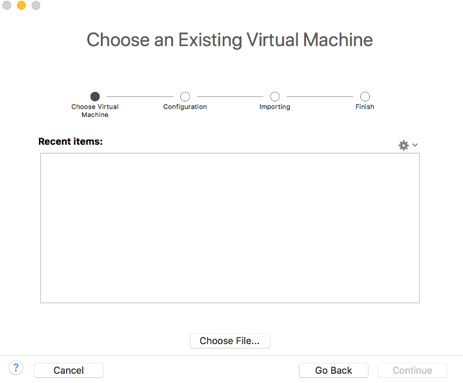 Choose an Existing Virtual Machine
Choose Virtual
Machine
Configuration
Importing
Finish
Recent items:
Choose File...
?
Cancel
Go Back
Continue